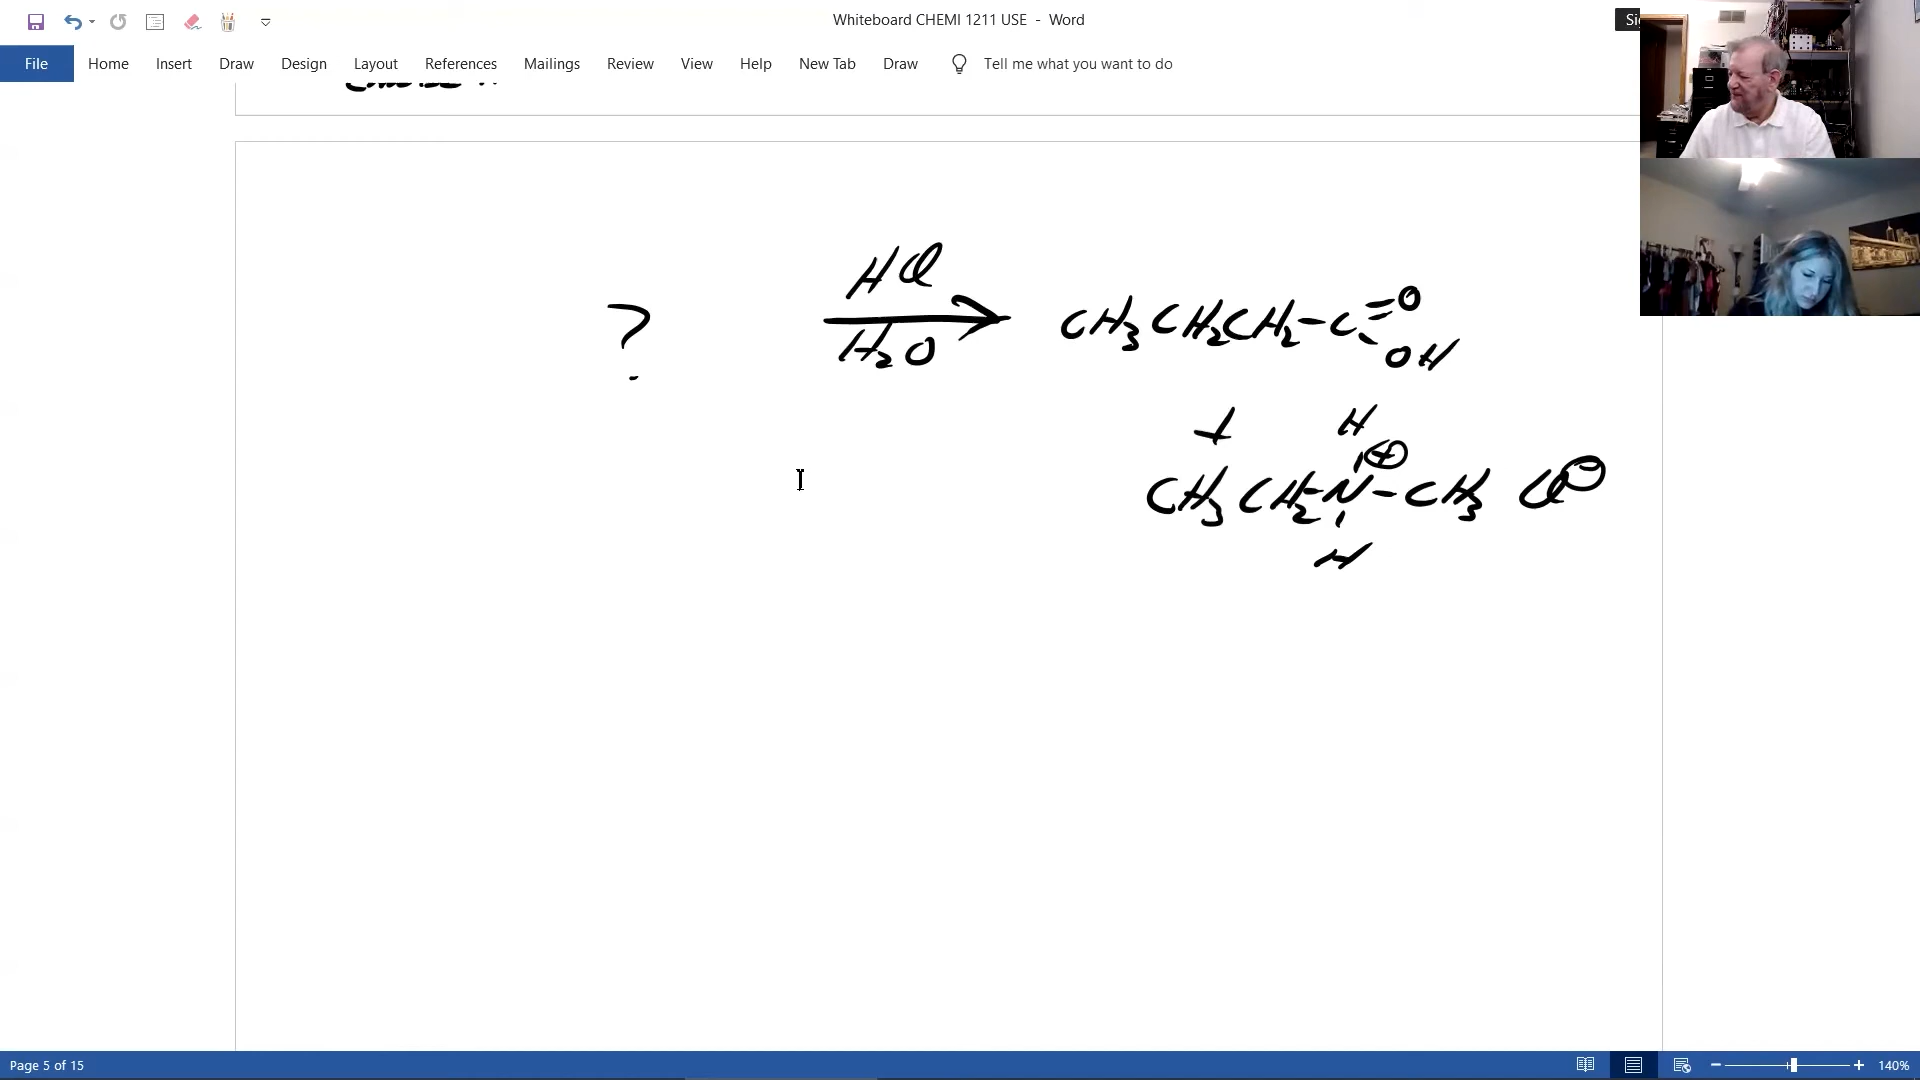 Whiteboard CHEMI 1211 USE - Word
Si
File Home Insert Draw Design Layout References Mailings Review View Help New Tab Draw Tell me what you want to do
HCl
? H₂O CH₃CH₂CH₂-C=O
OH
+ H
CH₃CH₂-N⊕-CH₃ Cl⊖
H
Page 5 of 15
140%